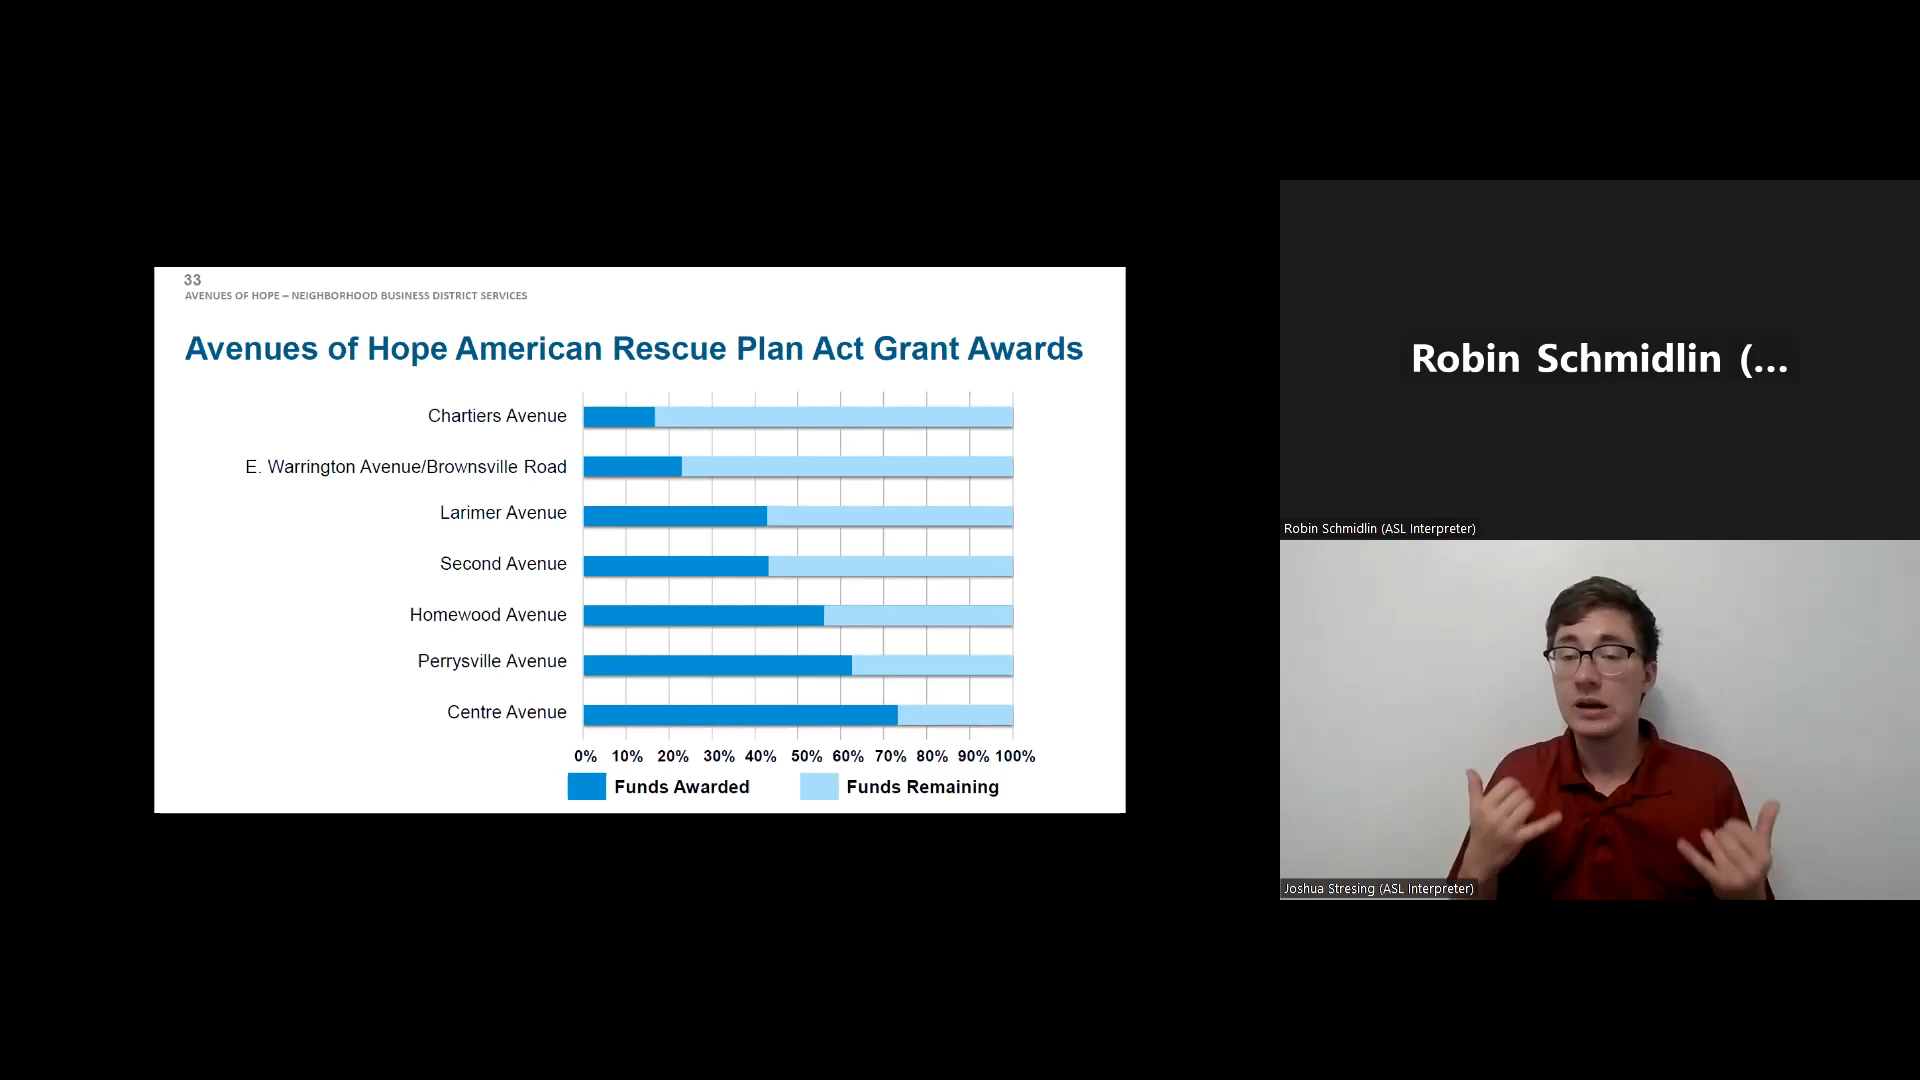 33
AVENUES OF HOPE – NEIGHBORHOOD BUSINESS DISTRICT SERVICES
Avenues of Hope American Rescue Plan Act Grant Awards
Chartiers Avenue
E. Warrington Avenue/Brownsville Road
Larimer Avenue
Second Avenue
Homewood Avenue
Perrysville Avenue
Centre Avenue
0% 10% 20% 30% 40% 50% 60% 70% 80% 90% 100%
Funds Awarded Funds Remaining
Robin Schmidlin (...
Robin Schmidlin (ASL Interpreter)
Joshua Stresing (ASL Interpreter)